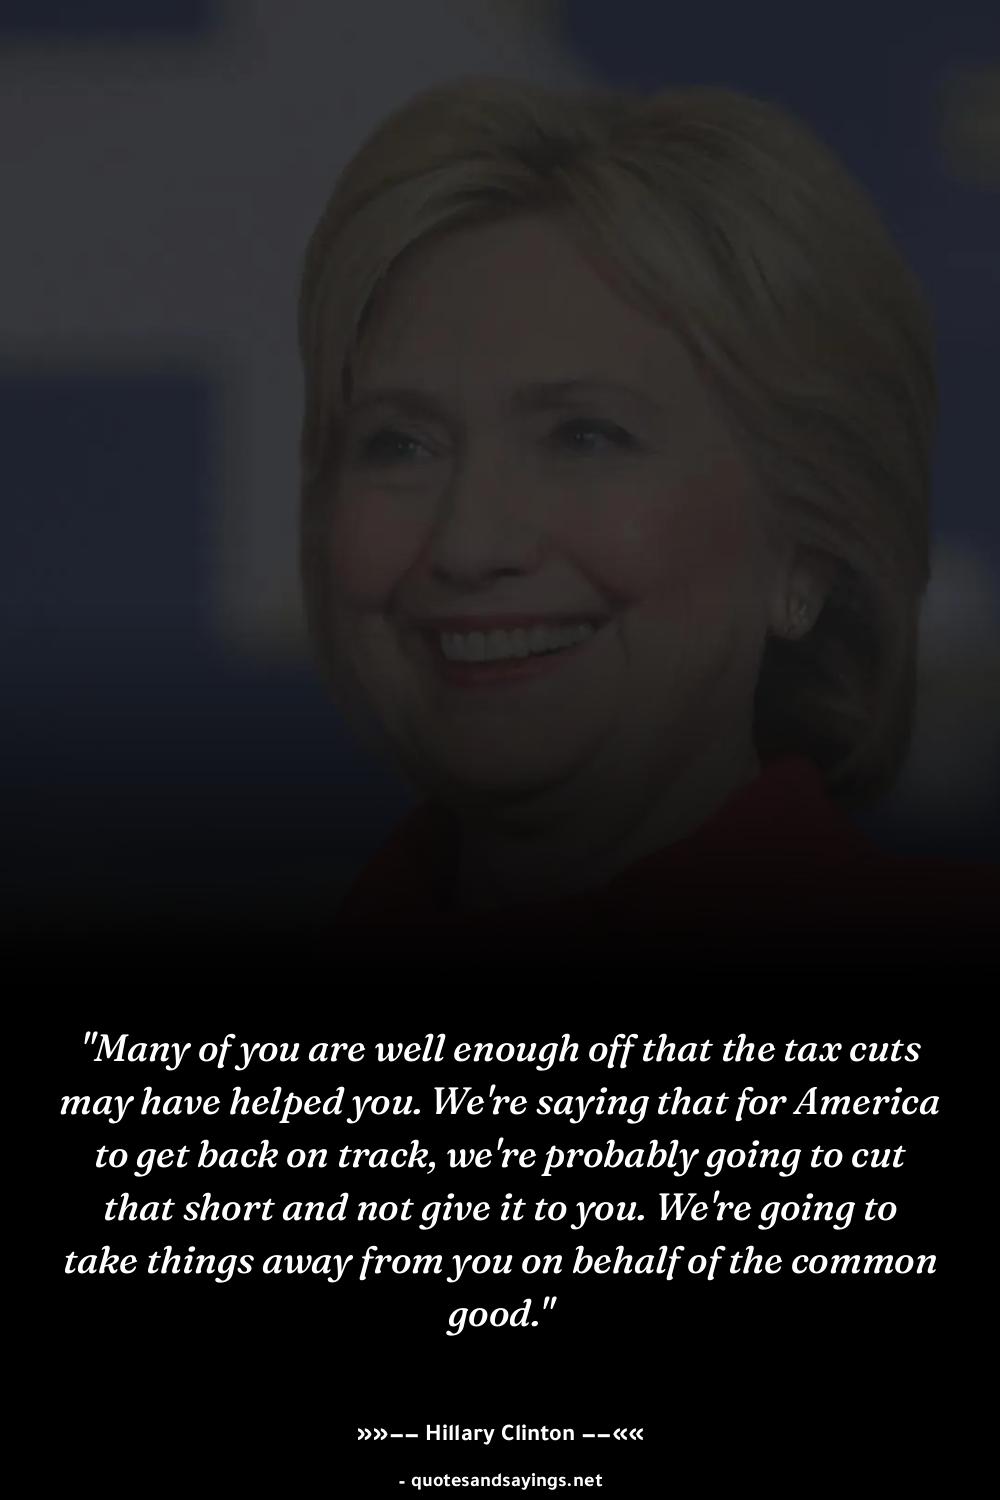 "Many of you are well enough off that the tax cuts
may have helped you. We're saying that for America
to get back on track, we're probably going to cut
that short and not give it to you. We're going to
take things away from you on behalf of the common
good."
»»–– Hillary Clinton ––««
- quotesandsayings.net